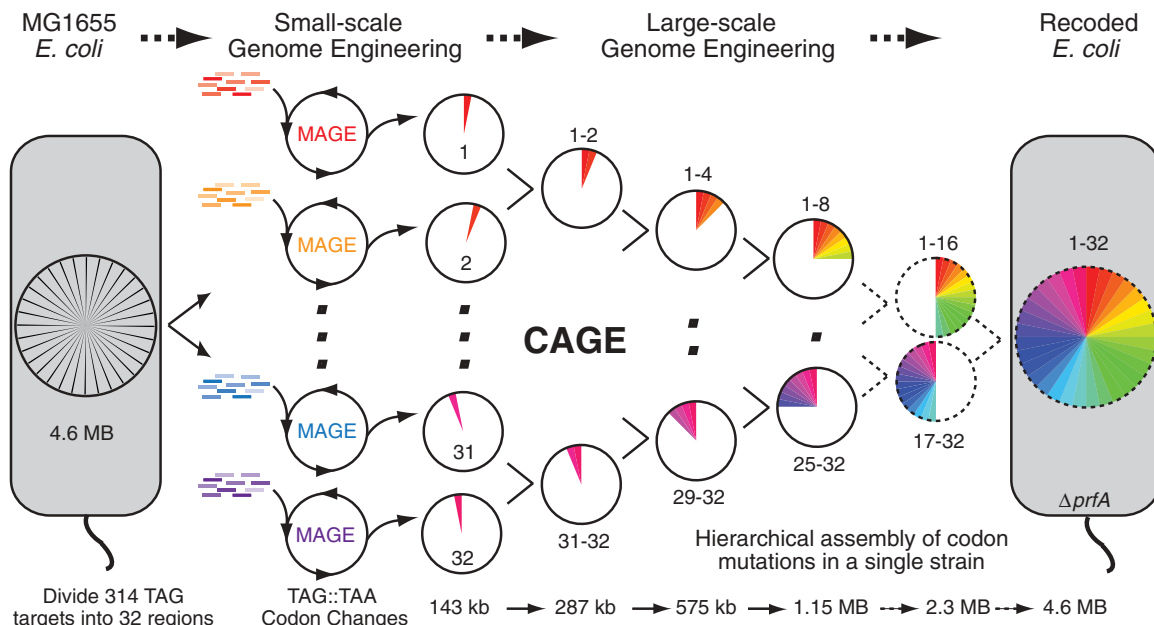 MG1655
E. coli
Small-scale
Genome Engineering
Large-scale
Genome Engineering
Recoded
E. coli
MAGE
1
1-2
1-4
1-8
1-16
1-32
MAGE
2
CAGE
4.6 MB
MAGE
31
31-32
29-32
25-32
17-32
MAGE
32
ΔprfA
Hierarchical assembly of codon
mutations in a single strain
Divide 314 TAG
targets into 32 regions
TAG::TAA
Codon Changes
143 kb
287 kb
575 kb
1.15 MB
2.3 MB
4.6 MB